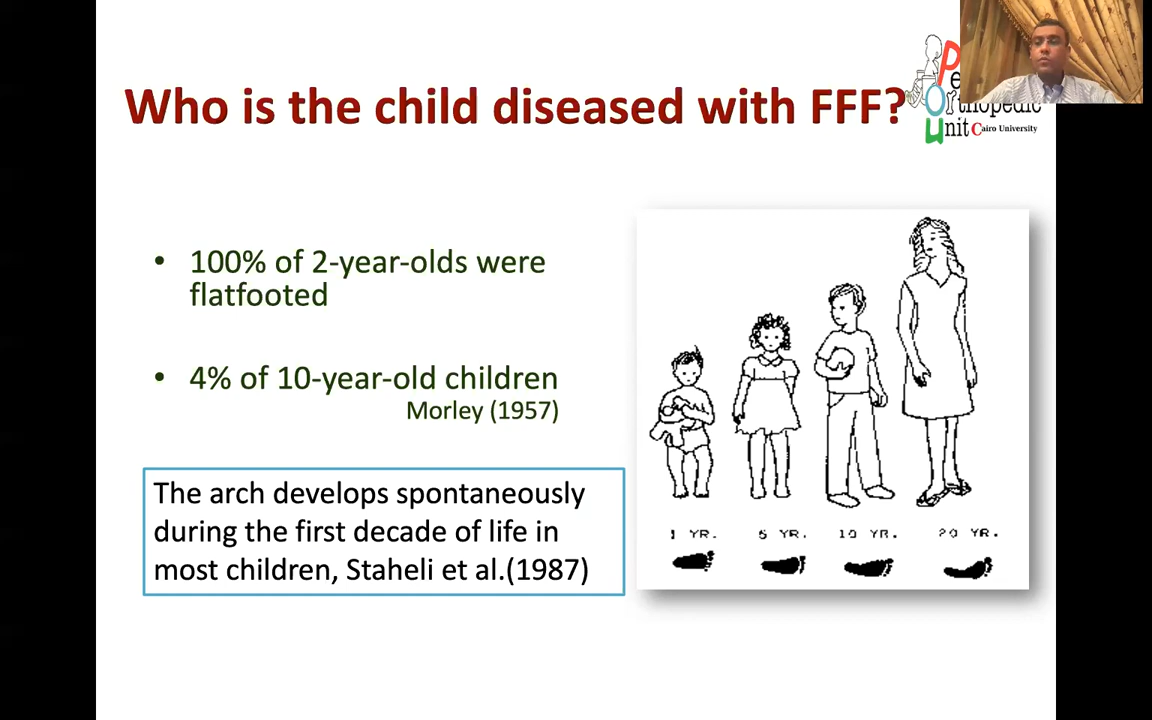 Who is the child diseased with FFF?
Orthopedic
Unit Cairo University
• 100% of 2-year-olds were
flatfooted
• 4% of 10-year-old children
Morley (1957)
The arch develops spontaneously
during the first decade of life in
most children, Staheli et al.(1987)
1 YR. 5 YR. 10 YR. 20 YR.